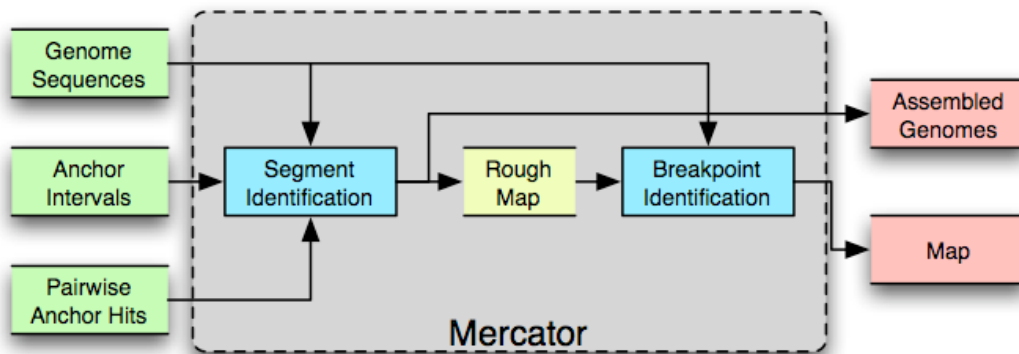 Genome
Sequences
Anchor
Intervals
Pairwise
Anchor Hits
Segment
Identification
Rough
Map
Breakpoint
Identification
Assembled
Genomes
Map
Mercator